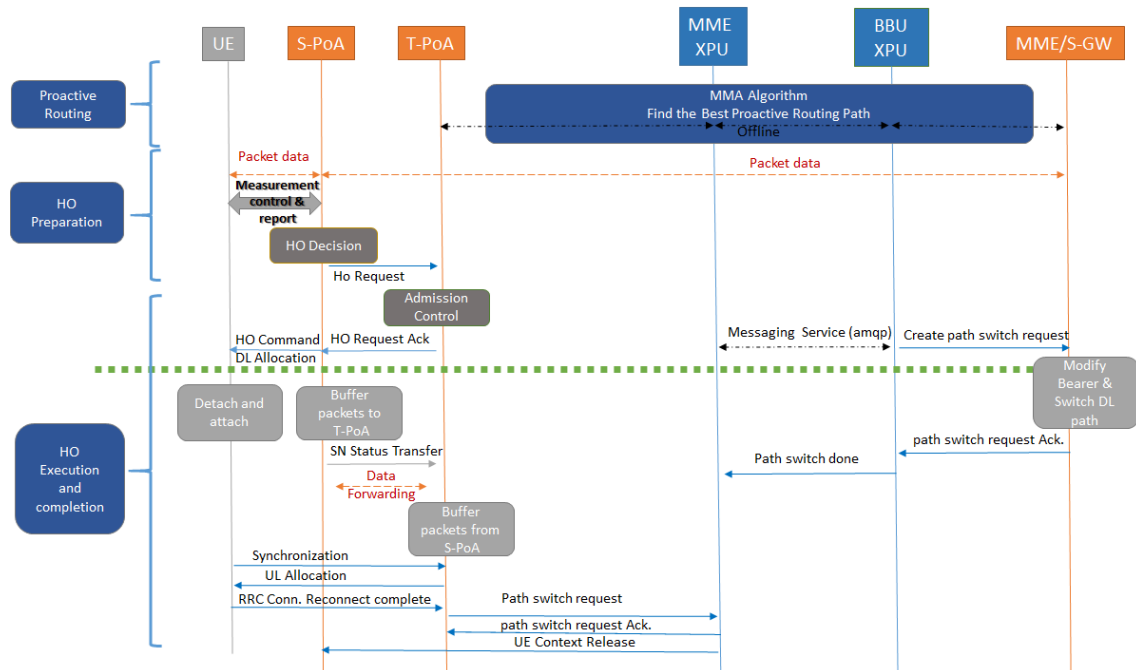 UE
S-PoA
T-PoA
MME
XPU
BBU
XPU
MME/S-GW
Proactive
Routing
MMA Algorithm
Find the Best Proactive Routing Path
Offline
Packet data
Packet data
HO
Preparation
Measurement
control &
report
HO Decision
Ho Request
Admission
Control
HO Command
DL Allocation
HO Request Ack
Messaging Service (amqp)
Create path switch request
Modify
Bearer &
Switch DL
path
Detach and
attach
Buffer
packets to
T-PoA
HO
Execution
and
completion
SN Status Transfer
path switch request Ack.
Path switch done
Data
Forwarding
Buffer
packets from
S-PoA
Synchronization
UL Allocation
RRC Conn. Reconnect complete
Path switch request
path switch request Ack.
UE Context Release